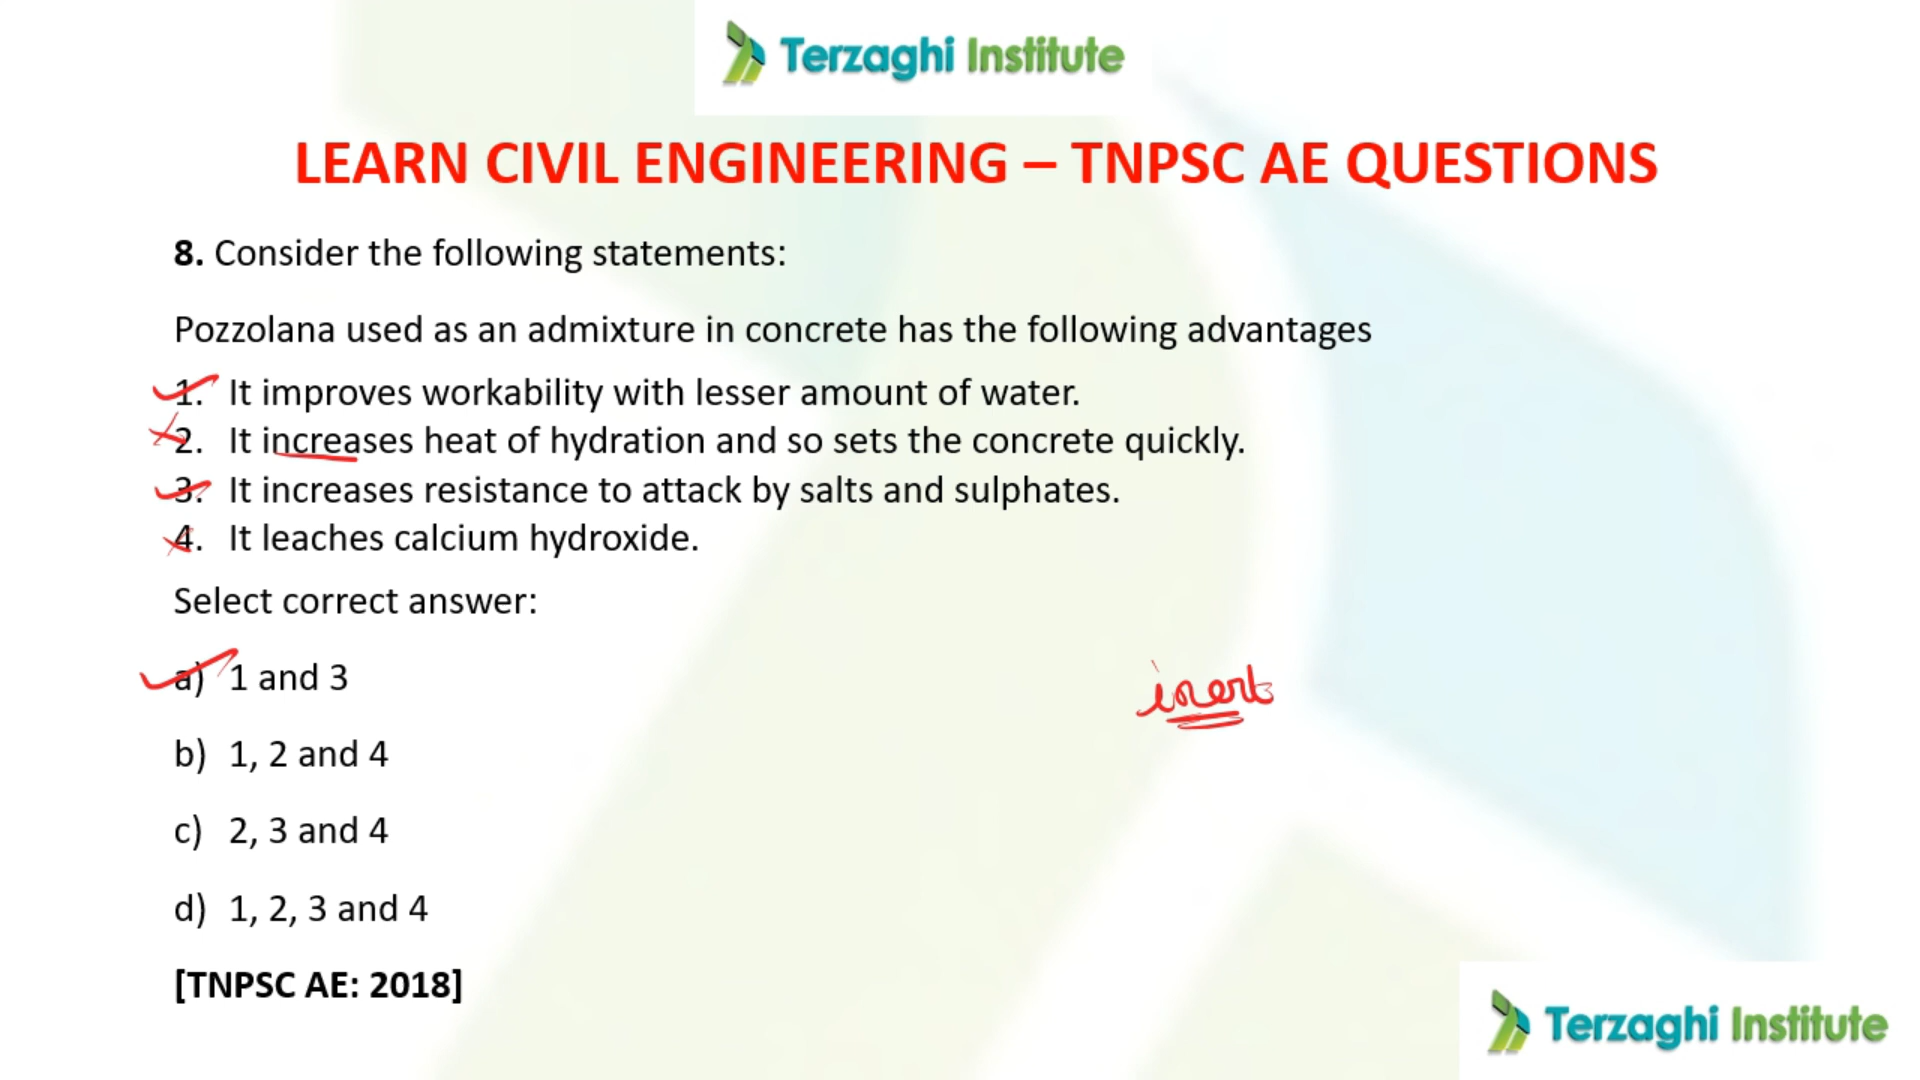 Terzaghi Institute
LEARN CIVIL ENGINEERING – TNPSC AE QUESTIONS
8. Consider the following statements:
Pozzolana used as an admixture in concrete has the following advantages
1. It improves workability with lesser amount of water.
2. It increases heat of hydration and so sets the concrete quickly.
3. It increases resistance to attack by salts and sulphates.
4. It leaches calcium hydroxide.
Select correct answer:
a) 1 and 3
inert
b) 1, 2 and 4
c) 2, 3 and 4
d) 1, 2, 3 and 4
[TNPSC AE: 2018]
Terzaghi Institute